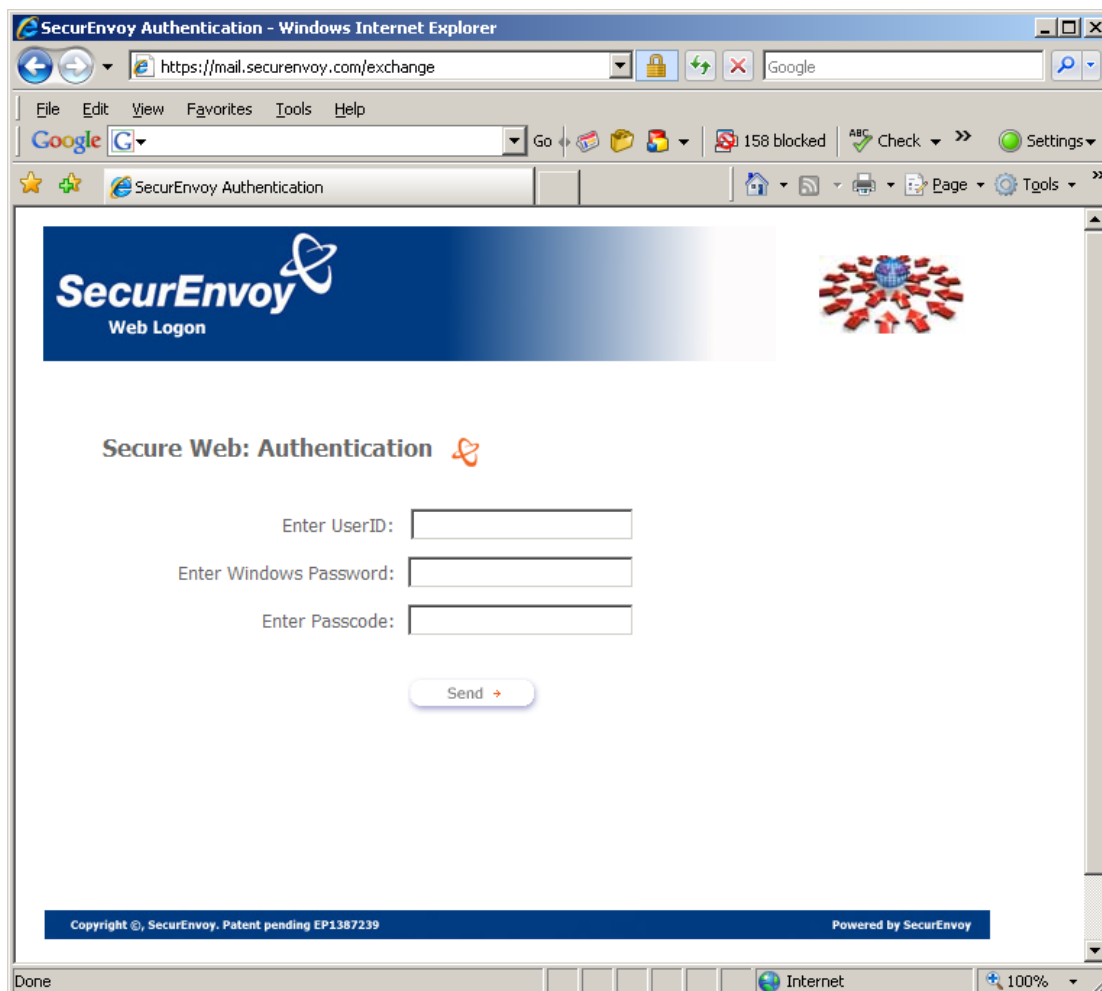 SecurEnvoy Authentication - Windows Internet Explorer
https://mail.securenvoy.com/exchange
Google
File Edit View Favorites Tools Help
Google G Go 158 blocked ABC Check » Settings
SecurEnvoy Authentication Page Tools »
SecurEnvoy
Web Logon
Secure Web: Authentication
Enter UserID:
Enter Windows Password:
Enter Passcode:
Send
Copyright ©, SecurEnvoy. Patent pending EP1387239 Powered by SecurEnvoy
Done Internet 100%